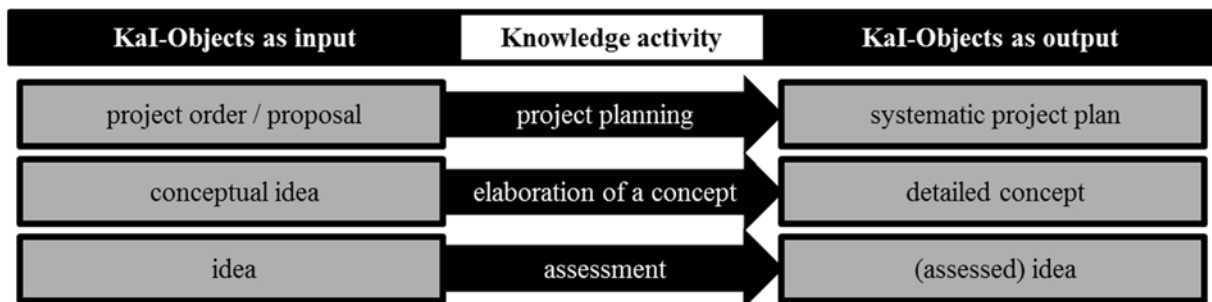 KaI-Objects as input Knowledge activity KaI-Objects as output
project order / proposal project planning systematic project plan
conceptual idea elaboration of a concept detailed concept
idea assessment (assessed) idea